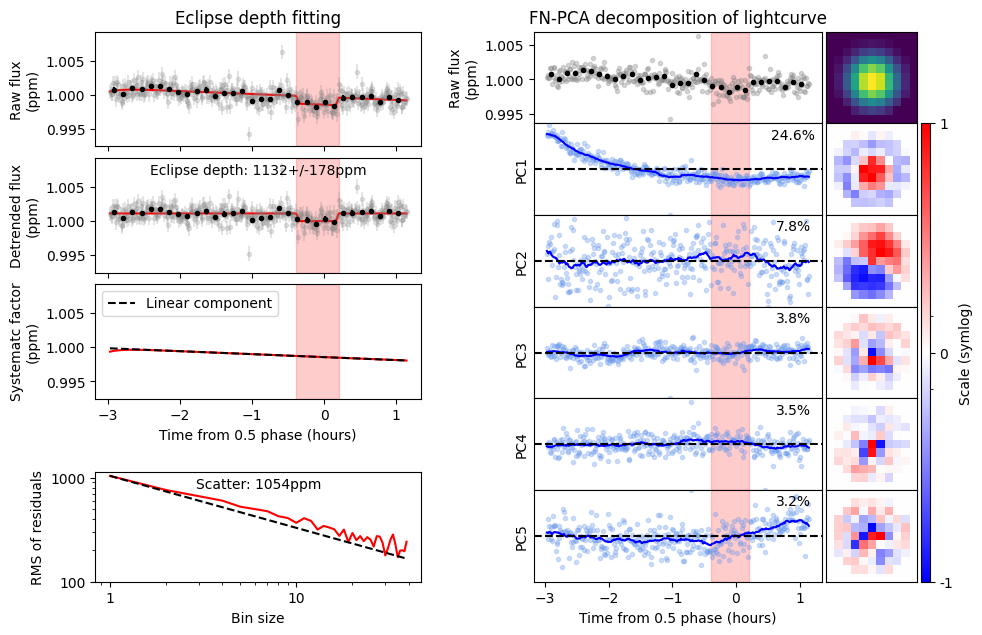 Eclipse depth fitting
Raw flux
(ppm)
1.005
1.000
0.995
Detrended flux
(ppm)
Eclipse depth: 1132+/-178ppm
1.005
1.000
0.995
Systematc factor
(ppm)
Linear component
1.005
1.000
0.995
−3
−2
−1
0
1
Time from 0.5 phase (hours)
RMS of residuals
Scatter: 1054ppm
1000
100
1
10
Bin size
FN-PCA decomposition of lightcurve
Raw flux
(ppm)
1.005
1.000
0.995
PC1
24.6%
PC2
7.8%
PC3
3.8%
PC4
3.5%
PC5
3.2%
−3
−2
−1
0
1
Time from 0.5 phase (hours)
1
0
-1
Scale (symlog)